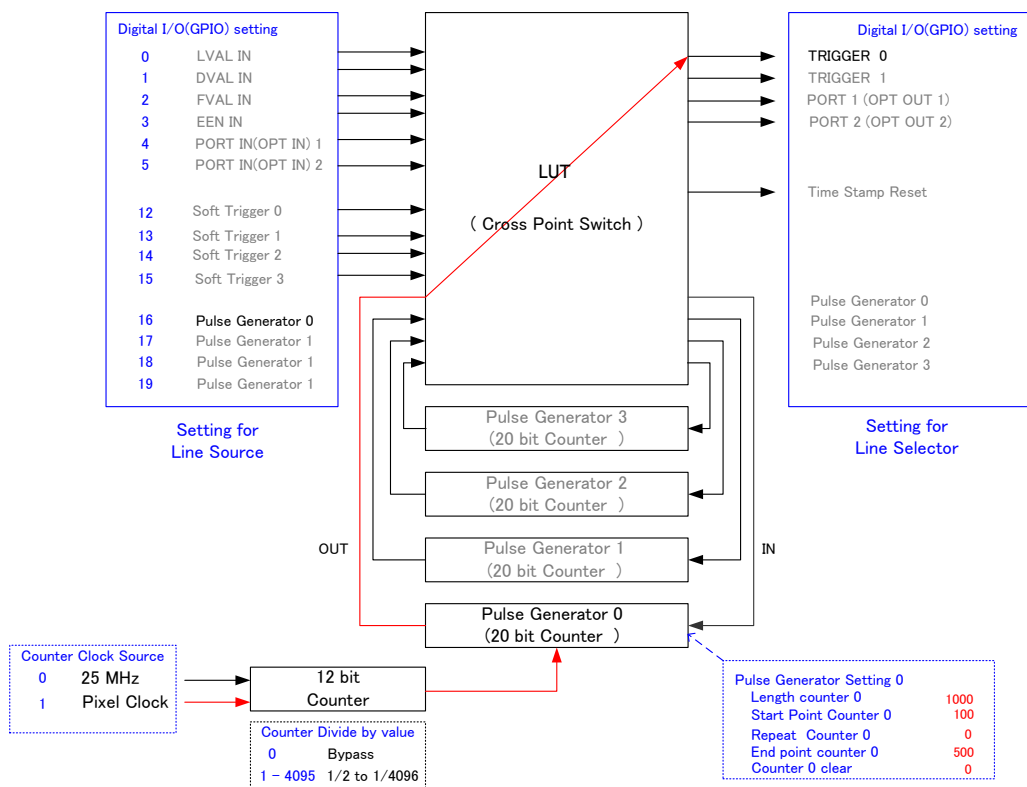 Digital I/O(GPIO) setting
0 LVAL IN
1 DVAL IN
2 FVAL IN
3 EEN IN
4 PORT IN(OPT IN) 1
5 PORT IN(OPT IN) 2
12 Soft Trigger 0
13 Soft Trigger 1
14 Soft Trigger 2
15 Soft Trigger 3
16 Pulse Generator 0
17 Pulse Generator 1
18 Pulse Generator 1
19 Pulse Generator 1
Setting for
Line Source
LUT
( Cross Point Switch )
Digital I/O(GPIO) setting
TRIGGER 0
TRIGGER 1
PORT 1 (OPT OUT 1)
PORT 2 (OPT OUT 2)
Time Stamp Reset
Pulse Generator 0
Pulse Generator 1
Pulse Generator 2
Pulse Generator 3
Setting for
Line Selector
Pulse Generator 3
(20 bit Counter )
Pulse Generator 2
(20 bit Counter )
OUT
Pulse Generator 1
(20 bit Counter )
IN
Pulse Generator 0
(20 bit Counter )
Counter Clock Source
0 25 MHz
1 Pixel Clock
12 bit
Counter
Counter Divide by value
0 Bypass
1 - 4095 1/2 to 1/4096
Pulse Generator Setting 0
Length counter 0 1000
Start Point Counter 0 100
Repeat Counter 0 0
End point counter 0 500
Counter 0 clear 0